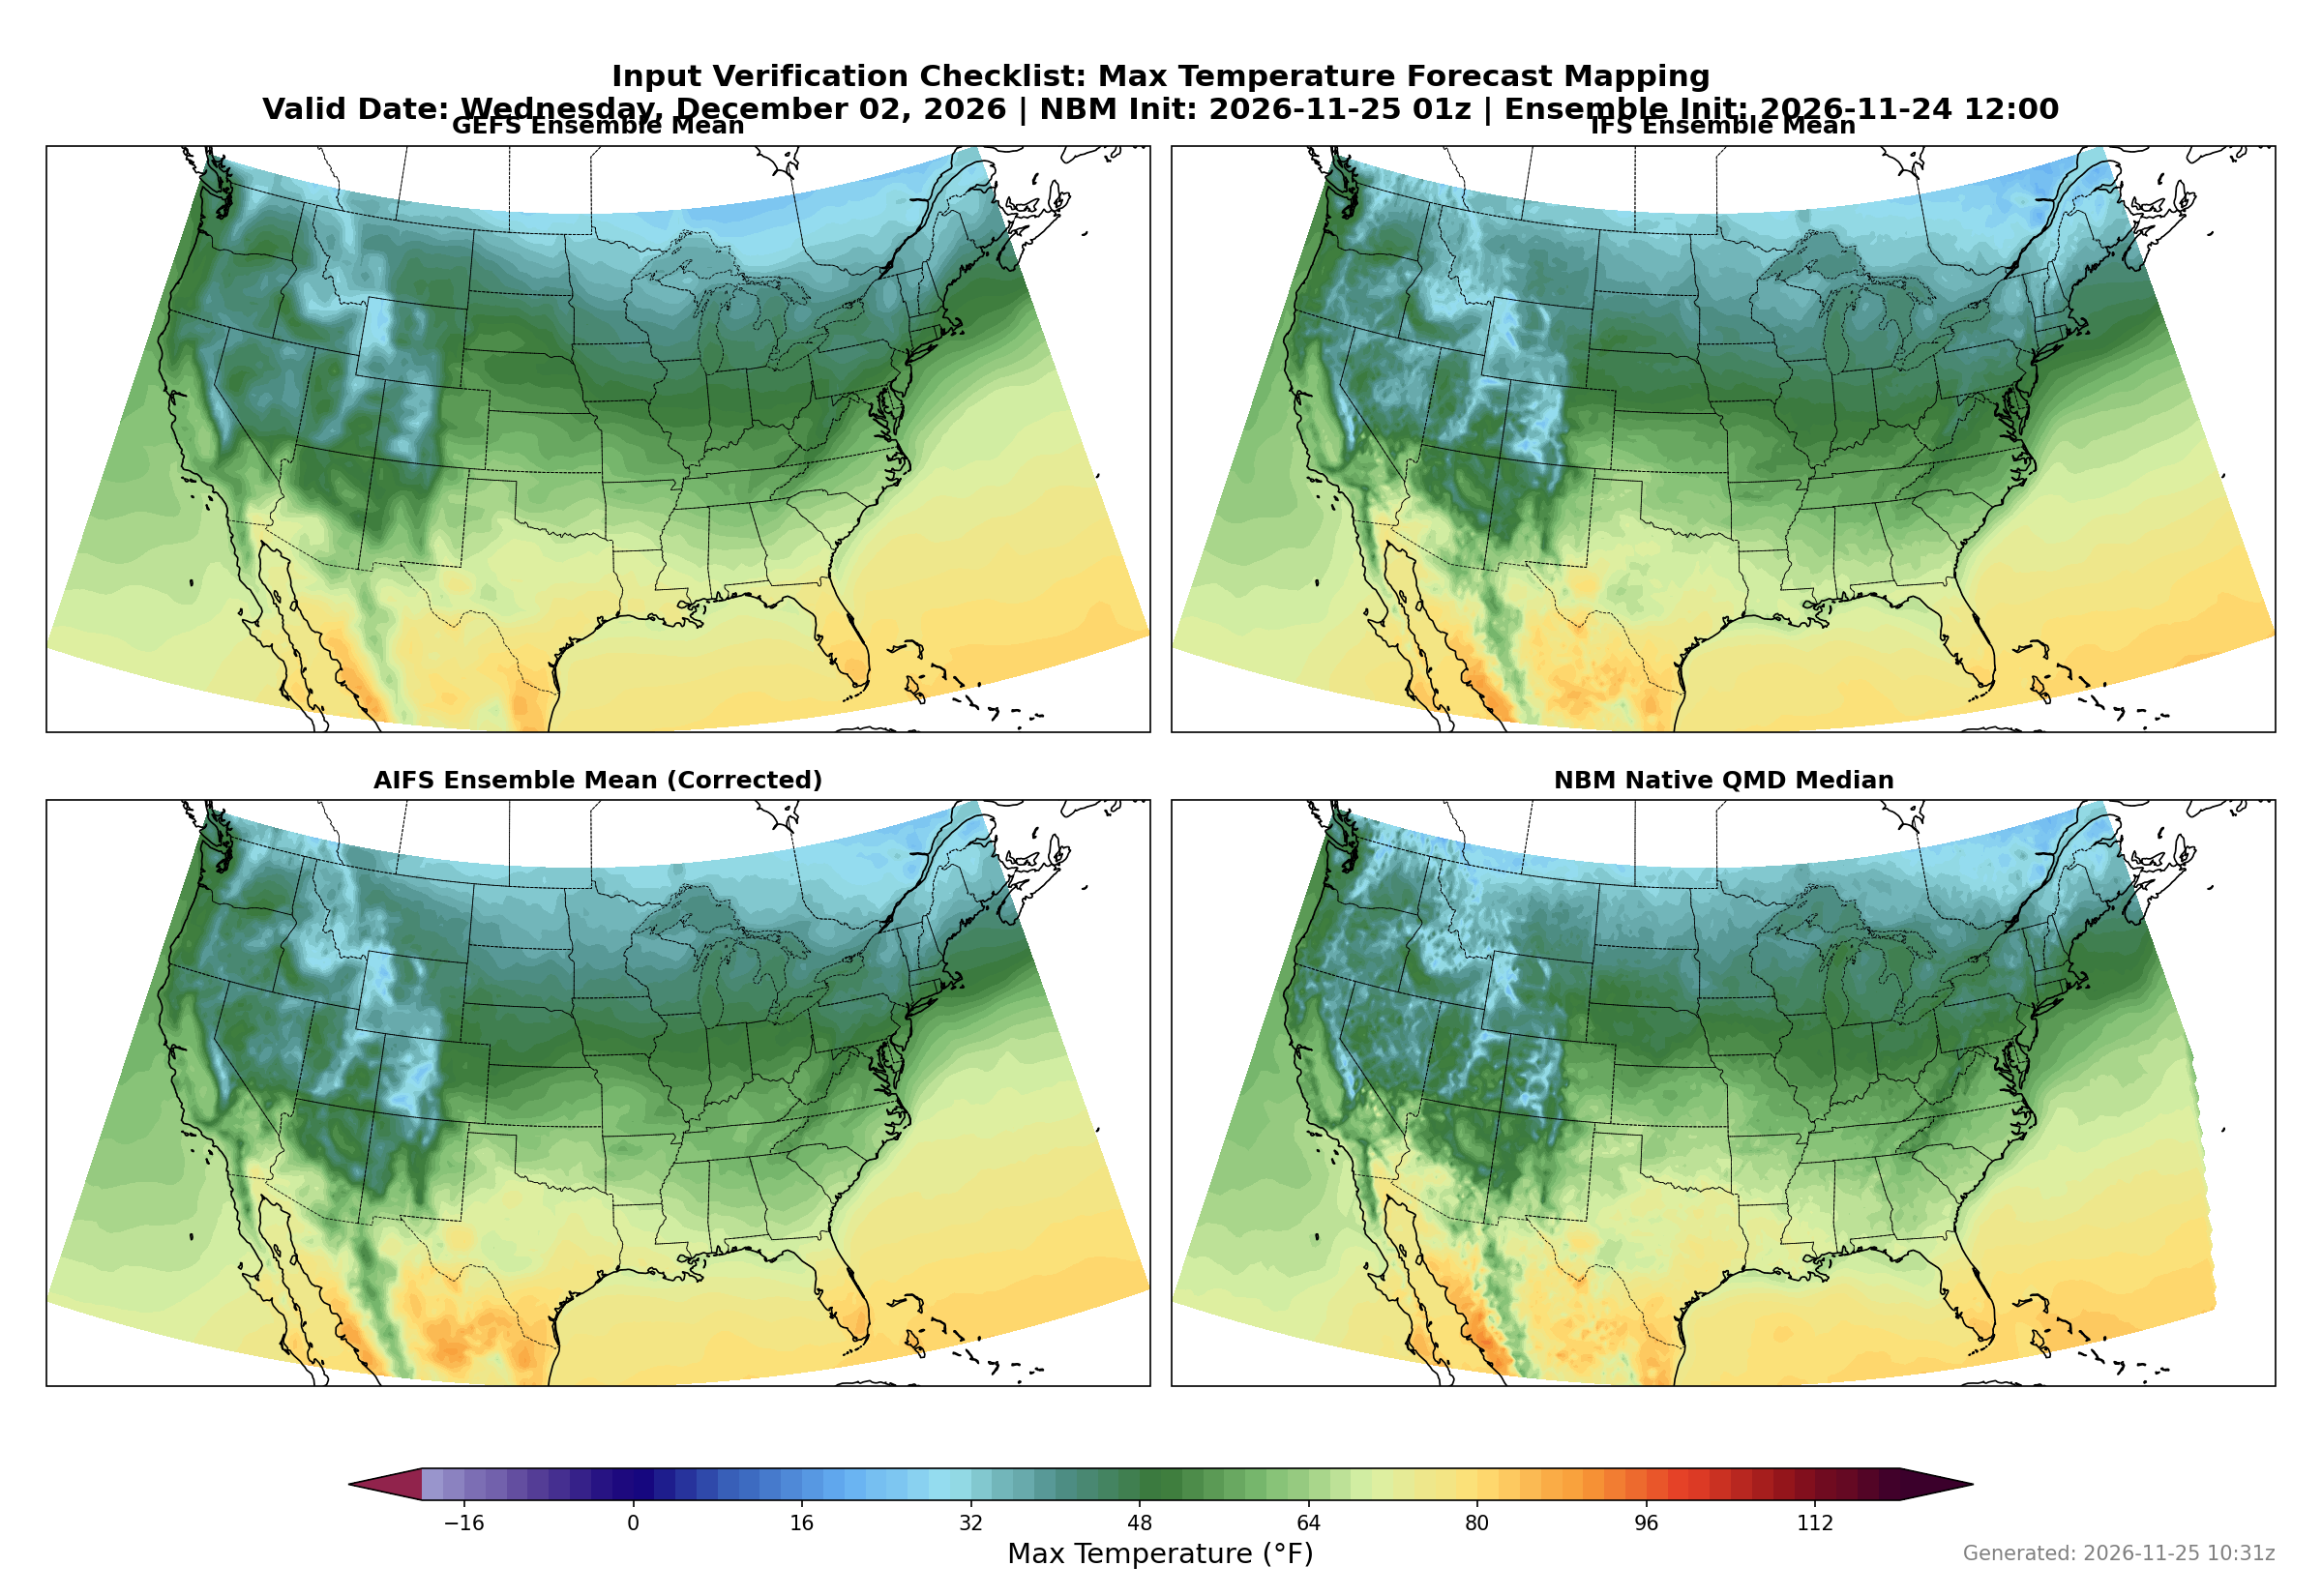 Input Verification Checklist: Max Temperature Forecast Mapping
Valid Date: Wednesday, December 02, 2026 | NBM Init: 2026-11-25 01z | Ensemble Init: 2026-11-24 12:00
GEFS Ensemble Mean
IFS Ensemble Mean
AIFS Ensemble Mean (Corrected)
NBM Native QMD Median
−16 0 16 32 48 64 80 96 112
Max Temperature (°F)
Generated: 2026-11-25 10:31z